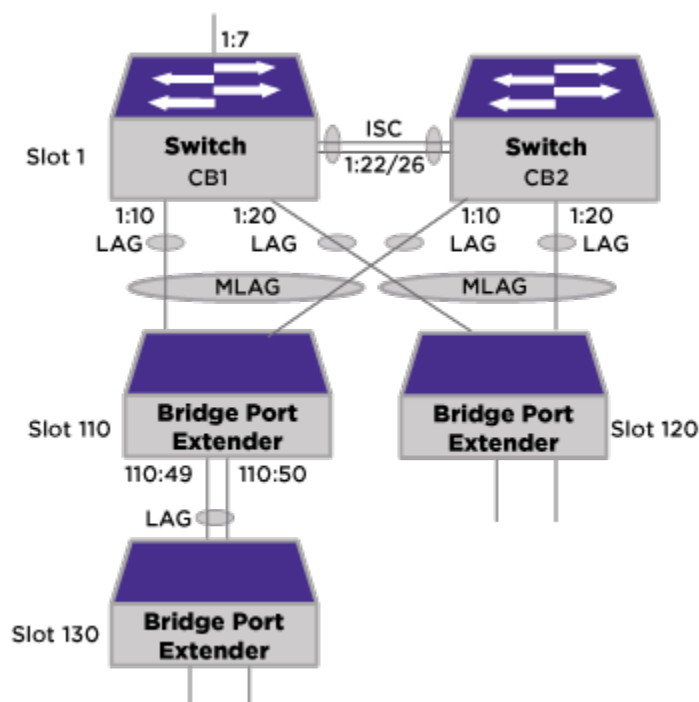 1:7
ISC
Slot 1
Switch
CB1
1:22/26
Switch
CB2
1:10
1:20
1:10
1:20
LAG
LAG
LAG
LAG
MLAG
MLAG
Slot 110
Bridge Port
Extender
Bridge Port
Extender
Slot 120
110:49
110:50
LAG
Slot 130
Bridge Port
Extender